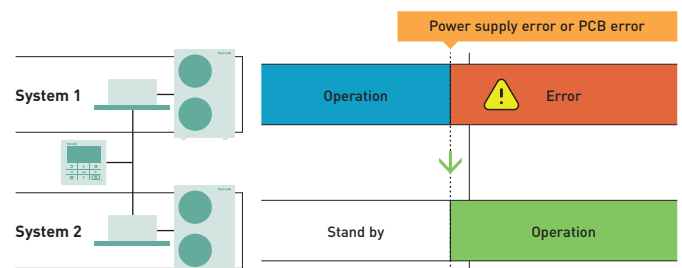 Power supply error or PCB error
System 1
Operation
Error
System 2
Stand by
Operation